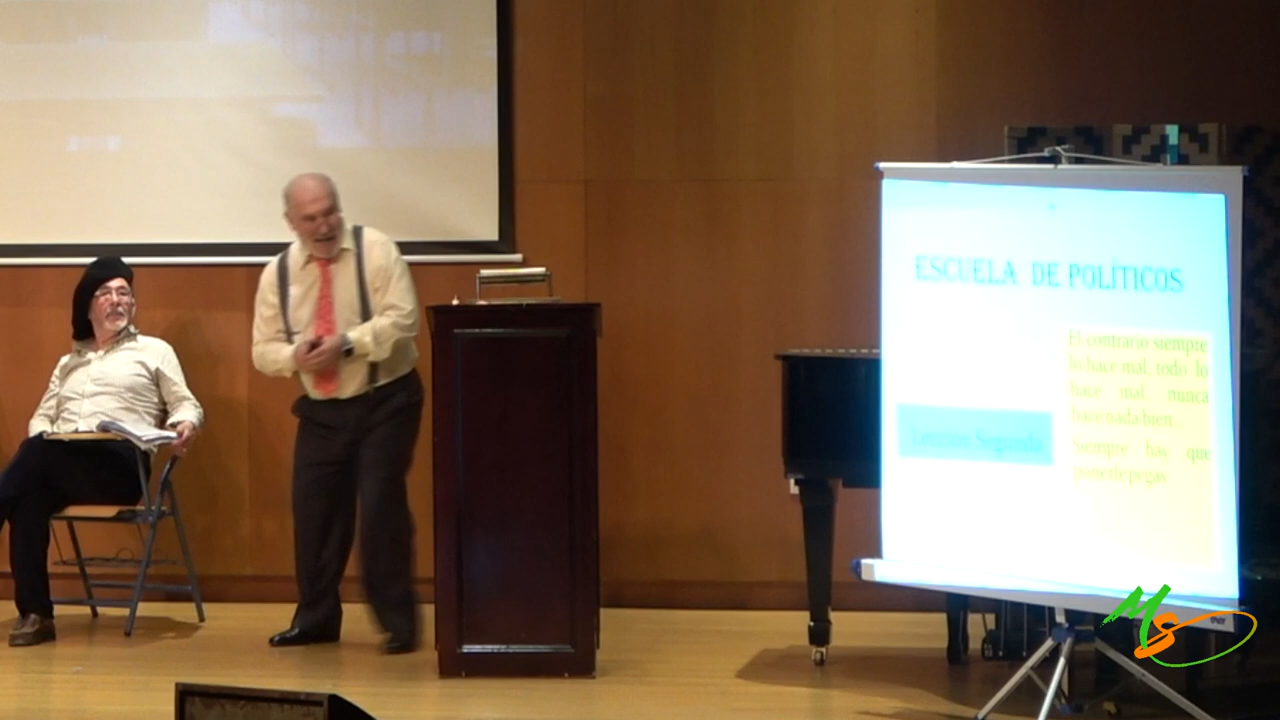 ESCUELA DE POLÍTICOS
El contrario siempre
lo hace mal, todo lo
hace mal, nunca
hace nada bien.
Lección Segunda
Siempre hay que
ponerle pegas
MS